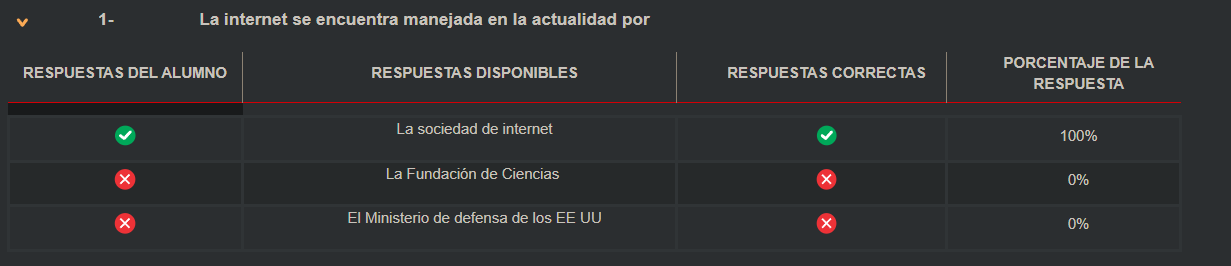 1- La internet se encuentra manejada en la actualidad por
RESPUESTAS DEL ALUMNO RESPUESTAS DISPONIBLES RESPUESTAS CORRECTAS PORCENTAJE DE LA
RESPUESTA
La sociedad de internet 100%
La Fundación de Ciencias 0%
El Ministerio de defensa de los EE UU 0%